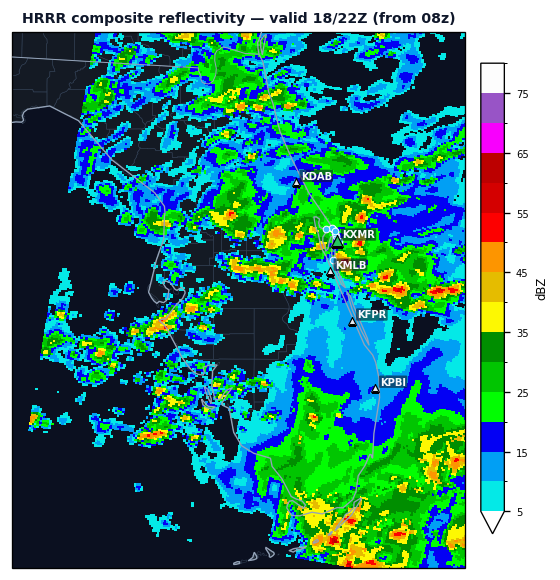 HRRR composite reflectivity — valid 18/22Z (from 08z)
KDAB
KXMR
KMLB
KFPR
KPBI
75
65
55
45
35
25
15
5
dBZ